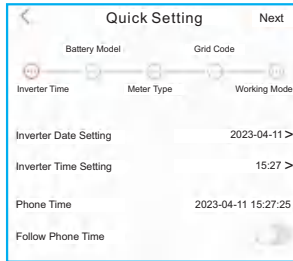 Quick Setting Next
Battery Model Grid Code
Inverter Time Meter Type Working Mode
Inverter Date Setting 2023-04-11 >
Inverter Time Setting 15:27 >
Phone Time 2023-04-11 15:27:25
Follow Phone Time